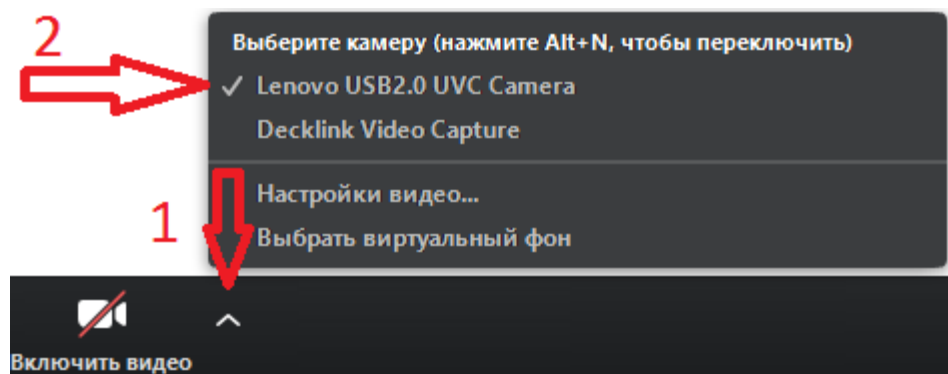 2
Выберите камеру (нажмите Alt+N, чтобы переключить)
Lenovo USB2.0 UVC Camera
Decklink Video Capture
Настройки видео...
1
Выбрать виртуальный фон
Включить видео